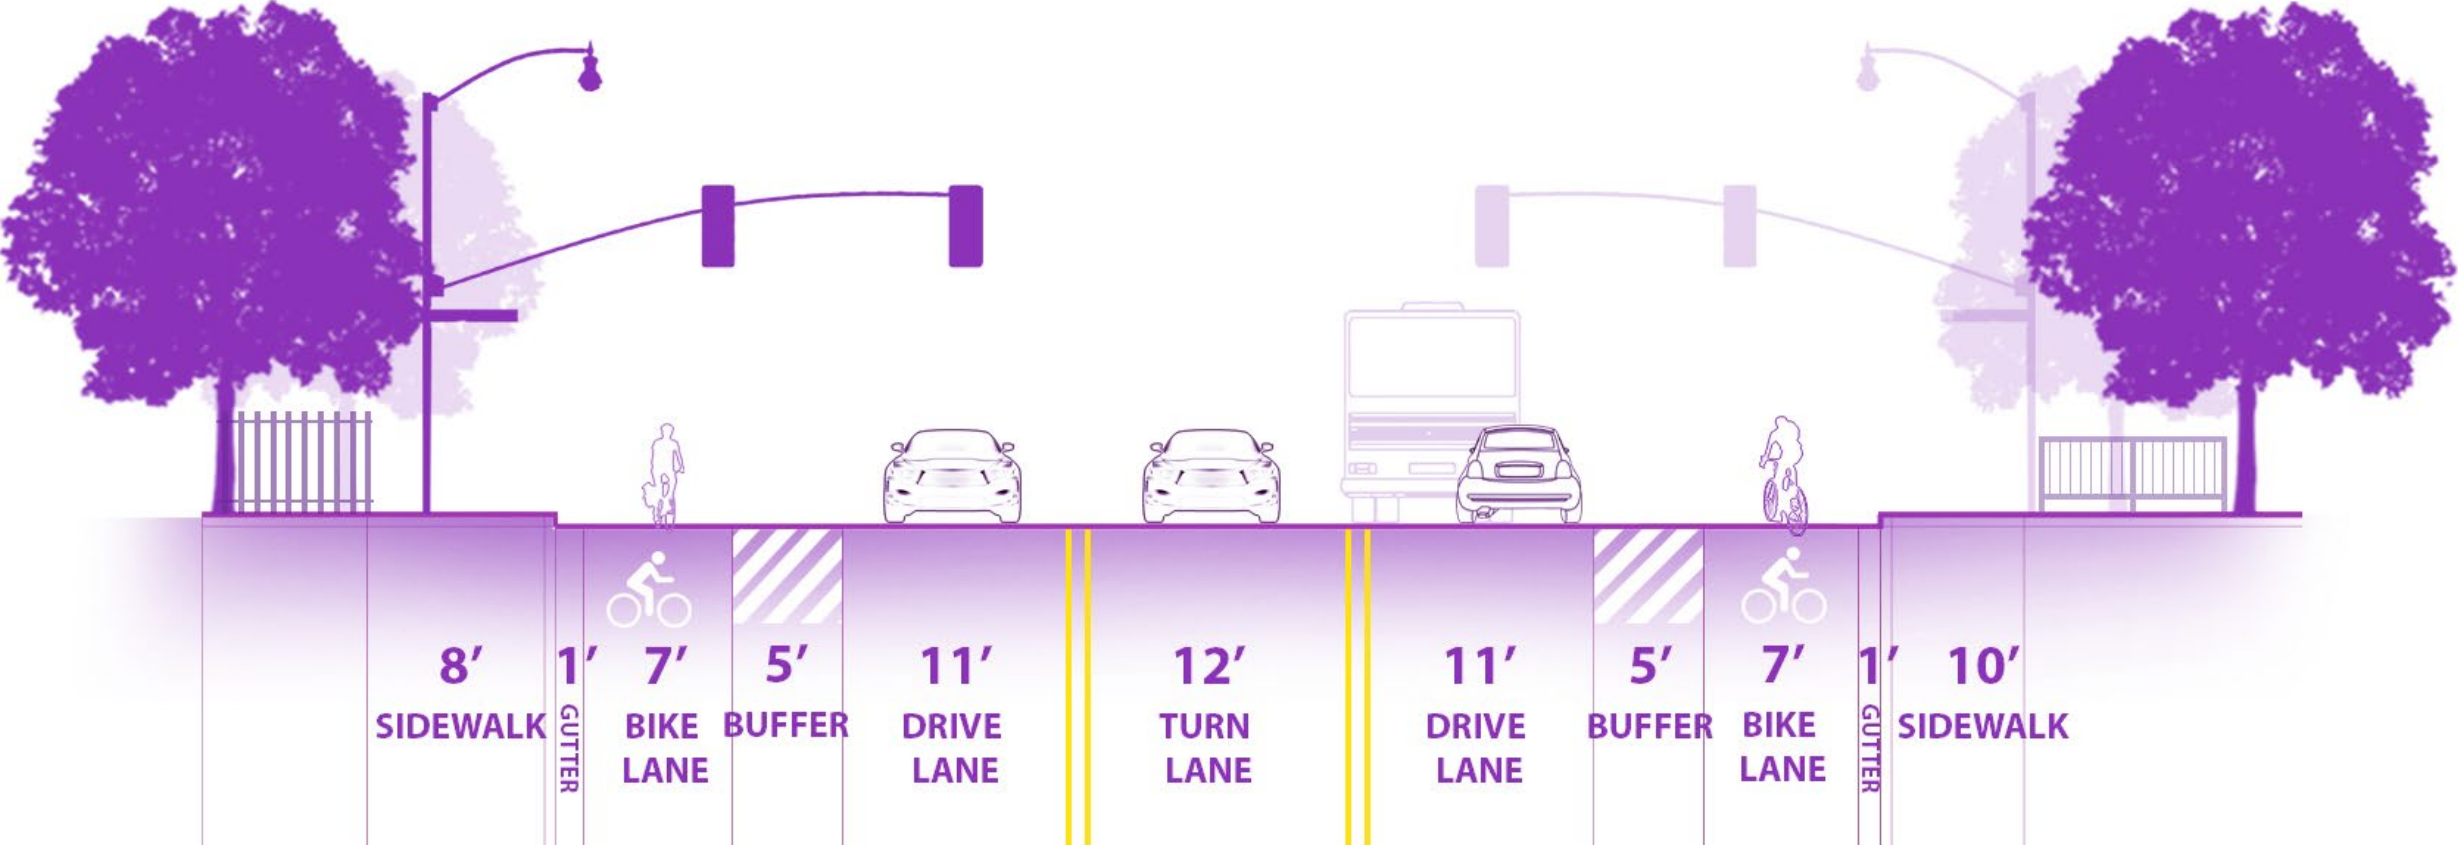 8’ 1’ 7’ 5’ 11’ 12’ 11’ 5’ 7’ 1’ 10’
SIDEWALK GUTTER BIKE BUFFER DRIVE TURN DRIVE BUFFER BIKE GUTTER SIDEWALK
LANE LANE LANE LANE LANE